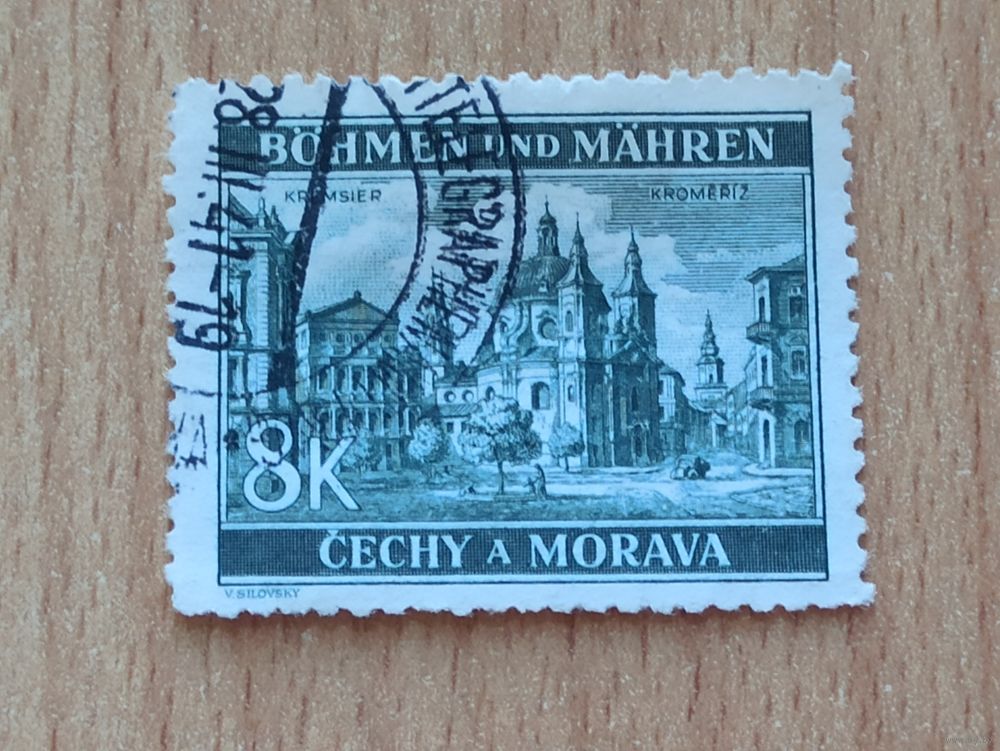 BÖHMEN UND MÄHREN
KREMSIER
KROMĚŘÍŽ
8K
ČECHY A MORAVA
V. SILOVSKY